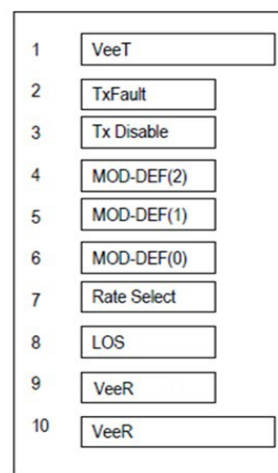 1 VeeT
2 TxFault
3 Tx Disable
4 MOD-DEF(2)
5 MOD-DEF(1)
6 MOD-DEF(0)
7 Rate Select
8 LOS
9 VeeR
10 VeeR